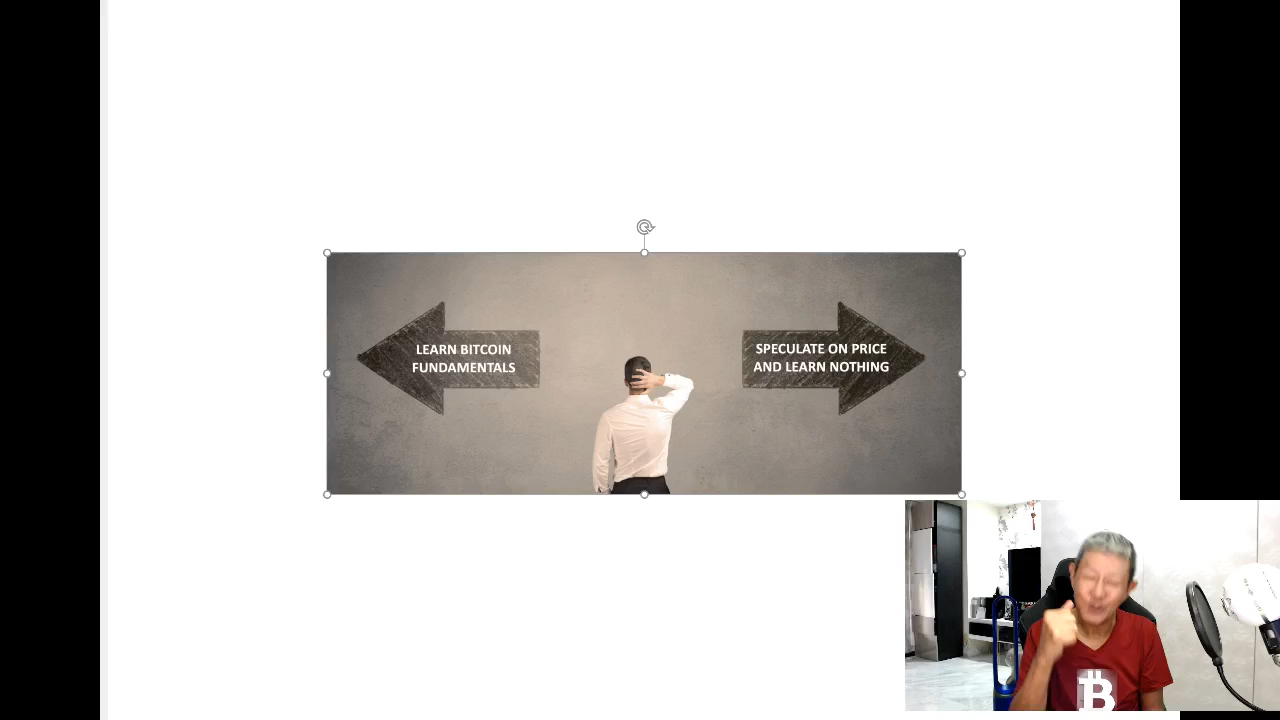 LEARN BITCOIN
FUNDAMENTALS
SPECULATE ON PRICE
AND LEARN NOTHING